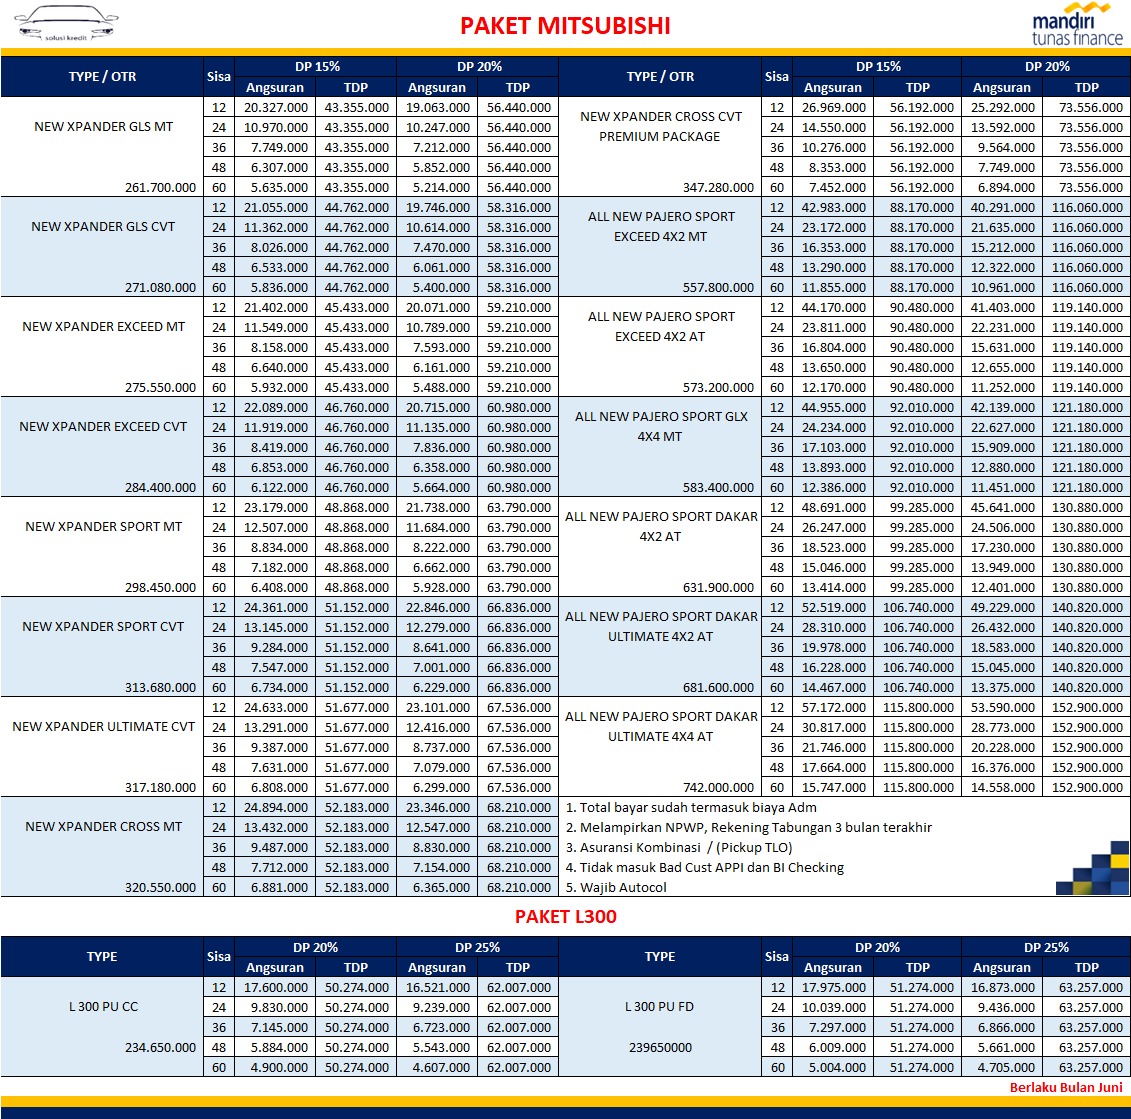 solusi kredit
PAKET MITSUBISHI
mandiri
tunas finance
TYPE / OTR Sisa DP 15% DP 20% TYPE / OTR Sisa DP 15% DP 20%
Angsuran TDP Angsuran TDP Angsuran TDP Angsuran TDP
NEW XPANDER GLS MT
261.700.000
12 20.327.000 43.355.000 19.063.000 56.440.000
24 10.970.000 43.355.000 10.247.000 56.440.000
36 7.749.000 43.355.000 7.212.000 56.440.000
48 6.307.000 43.355.000 5.852.000 56.440.000
60 5.635.000 43.355.000 5.214.000 56.440.000
NEW XPANDER GLS CVT
271.080.000
12 21.055.000 44.762.000 19.746.000 58.316.000
24 11.362.000 44.762.000 10.614.000 58.316.000
36 8.026.000 44.762.000 7.470.000 58.316.000
48 6.533.000 44.762.000 6.061.000 58.316.000
60 5.836.000 44.762.000 5.400.000 58.316.000
NEW XPANDER EXCEED MT
275.550.000
12 21.402.000 45.433.000 20.071.000 59.210.000
24 11.549.000 45.433.000 10.789.000 59.210.000
36 8.158.000 45.433.000 7.593.000 59.210.000
48 6.640.000 45.433.000 6.161.000 59.210.000
60 5.932.000 45.433.000 5.488.000 59.210.000
NEW XPANDER EXCEED CVT
284.400.000
12 22.089.000 46.760.000 20.715.000 60.980.000
24 11.919.000 46.760.000 11.135.000 60.980.000
36 8.419.000 46.760.000 7.836.000 60.980.000
48 6.853.000 46.760.000 6.358.000 60.980.000
60 6.122.000 46.760.000 5.664.000 60.980.000
NEW XPANDER SPORT MT
298.450.000
12 23.179.000 48.868.000 21.738.000 63.790.000
24 12.507.000 48.868.000 11.684.000 63.790.000
36 8.834.000 48.868.000 8.222.000 63.790.000
48 7.182.000 48.868.000 6.662.000 63.790.000
60 6.408.000 48.868.000 5.928.000 63.790.000
NEW XPANDER SPORT CVT
313.680.000
12 24.361.000 51.152.000 22.846.000 66.836.000
24 13.145.000 51.152.000 12.279.000 66.836.000
36 9.284.000 51.152.000 8.641.000 66.836.000
48 7.547.000 51.152.000 7.001.000 66.836.000
60 6.734.000 51.152.000 6.229.000 66.836.000
NEW XPANDER ULTIMATE CVT
317.180.000
12 24.633.000 51.677.000 23.101.000 67.536.000
24 13.291.000 51.677.000 12.416.000 67.536.000
36 9.387.000 51.677.000 8.737.000 67.536.000
48 7.631.000 51.677.000 7.079.000 67.536.000
60 6.808.000 51.677.000 6.299.000 67.536.000
NEW XPANDER CROSS MT
320.550.000
12 24.894.000 52.183.000 23.346.000 68.210.000
24 13.432.000 52.183.000 12.547.000 68.210.000
36 9.487.000 52.183.000 8.830.000 68.210.000
48 7.712.000 52.183.000 7.154.000 68.210.000
60 6.881.000 52.183.000 6.365.000 68.210.000
NEW XPANDER CROSS CVT
PREMIUM PACKAGE
347.280.000
12 26.969.000 56.192.000 25.292.000 73.556.000
24 14.550.000 56.192.000 13.592.000 73.556.000
36 10.276.000 56.192.000 9.564.000 73.556.000
48 8.353.000 56.192.000 7.749.000 73.556.000
60 7.452.000 56.192.000 6.894.000 73.556.000
ALL NEW PAJERO SPORT
EXCEED 4X2 MT
557.800.000
12 42.983.000 88.170.000 40.291.000 116.060.000
24 23.172.000 88.170.000 21.635.000 116.060.000
36 16.353.000 88.170.000 15.212.000 116.060.000
48 13.290.000 88.170.000 12.322.000 116.060.000
60 11.855.000 88.170.000 10.961.000 116.060.000
ALL NEW PAJERO SPORT
EXCEED 4X2 AT
573.200.000
12 44.170.000 90.480.000 41.403.000 119.140.000
24 23.811.000 90.480.000 22.231.000 119.140.000
36 16.804.000 90.480.000 15.631.000 119.140.000
48 13.650.000 90.480.000 12.655.000 119.140.000
60 12.170.000 90.480.000 11.252.000 119.140.000
ALL NEW PAJERO SPORT GLX
4X4 MT
583.400.000
12 44.955.000 92.010.000 42.139.000 121.180.000
24 24.234.000 92.010.000 22.627.000 121.180.000
36 17.103.000 92.010.000 15.909.000 121.180.000
48 13.893.000 92.010.000 12.880.000 121.180.000
60 12.386.000 92.010.000 11.451.000 121.180.000
ALL NEW PAJERO SPORT DAKAR
4X2 AT
631.900.000
12 48.691.000 99.285.000 45.641.000 130.880.000
24 26.247.000 99.285.000 24.506.000 130.880.000
36 18.523.000 99.285.000 17.230.000 130.880.000
48 15.046.000 99.285.000 13.949.000 130.880.000
60 13.414.000 99.285.000 12.401.000 130.880.000
ALL NEW PAJERO SPORT DAKAR
ULTIMATE 4X2 AT
681.600.000
12 52.519.000 106.740.000 49.229.000 140.820.000
24 28.310.000 106.740.000 26.432.000 140.820.000
36 19.978.000 106.740.000 18.583.000 140.820.000
48 16.228.000 106.740.000 15.045.000 140.820.000
60 14.467.000 106.740.000 13.375.000 140.820.000
ALL NEW PAJERO SPORT DAKAR
ULTIMATE 4X4 AT
742.000.000
12 57.172.000 115.800.000 53.590.000 152.900.000
24 30.817.000 115.800.000 28.773.000 152.900.000
36 21.746.000 115.800.000 20.228.000 152.900.000
48 17.664.000 115.800.000 16.376.000 152.900.000
60 15.747.000 115.800.000 14.558.000 152.900.000
1. Total bayar sudah termasuk biaya Adm
2. Melampirkan NPWP, Rekening Tabungan 3 bulan terakhir
3. Asuransi Kombinasi / (Pickup TLO)
4. Tidak masuk Bad Cust APPI dan BI Checking
5. Wajib Autocol
PAKET L300
TYPE Sisa DP 20% DP 25% TYPE Sisa DP 20% DP 25%
Angsuran TDP Angsuran TDP Angsuran TDP Angsuran TDP
L 300 PU CC
234.650.000
12 17.600.000 50.274.000 16.521.000 62.007.000
24 9.830.000 50.274.000 9.239.000 62.007.000
36 7.145.000 50.274.000 6.723.000 62.007.000
48 5.884.000 50.274.000 5.543.000 62.007.000
60 4.900.000 50.274.000 4.607.000 62.007.000
L 300 PU FD
239650000
12 17.975.000 51.274.000 16.873.000 63.257.000
24 10.039.000 51.274.000 9.436.000 63.257.000
36 7.297.000 51.274.000 6.866.000 63.257.000
48 6.009.000 51.274.000 5.661.000 63.257.000
60 5.004.000 51.274.000 4.705.000 63.257.000
Berlaku Bulan Juni